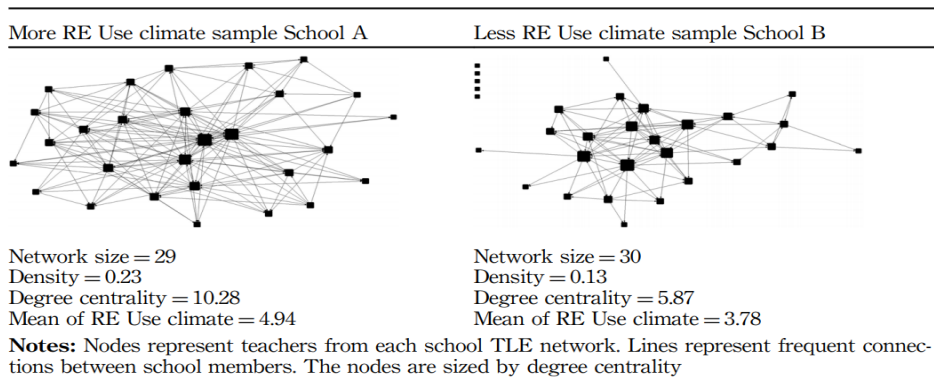 More RE Use climate sample School A
Less RE Use climate sample School B
Network size = 29
Density = 0.23
Degree centrality = 10.28
Mean of RE Use climate = 4.94
Network size = 30
Density = 0.13
Degree centrality = 5.87
Mean of RE Use climate = 3.78
Notes: Nodes represent teachers from each school TLE network. Lines represent frequent connec-
tions between school members. The nodes are sized by degree centrality